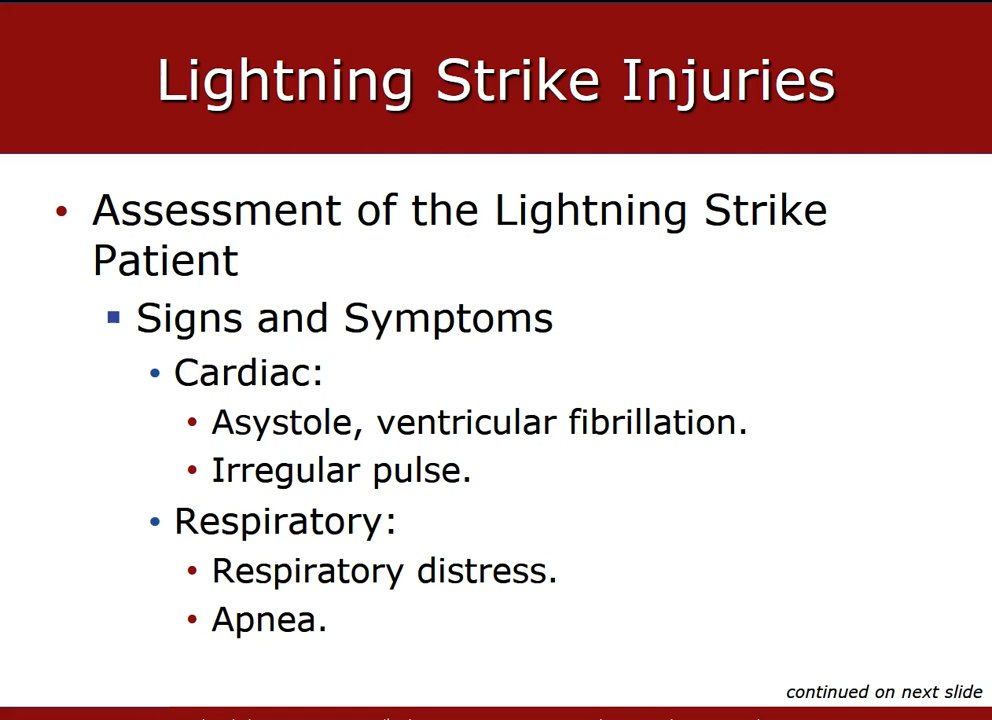 Lightning Strike Injuries
• Assessment of the Lightning Strike
Patient
▪ Signs and Symptoms
• Cardiac:
• Asystole, ventricular fibrillation.
• Irregular pulse.
• Respiratory:
• Respiratory distress.
• Apnea.
continued on next slide